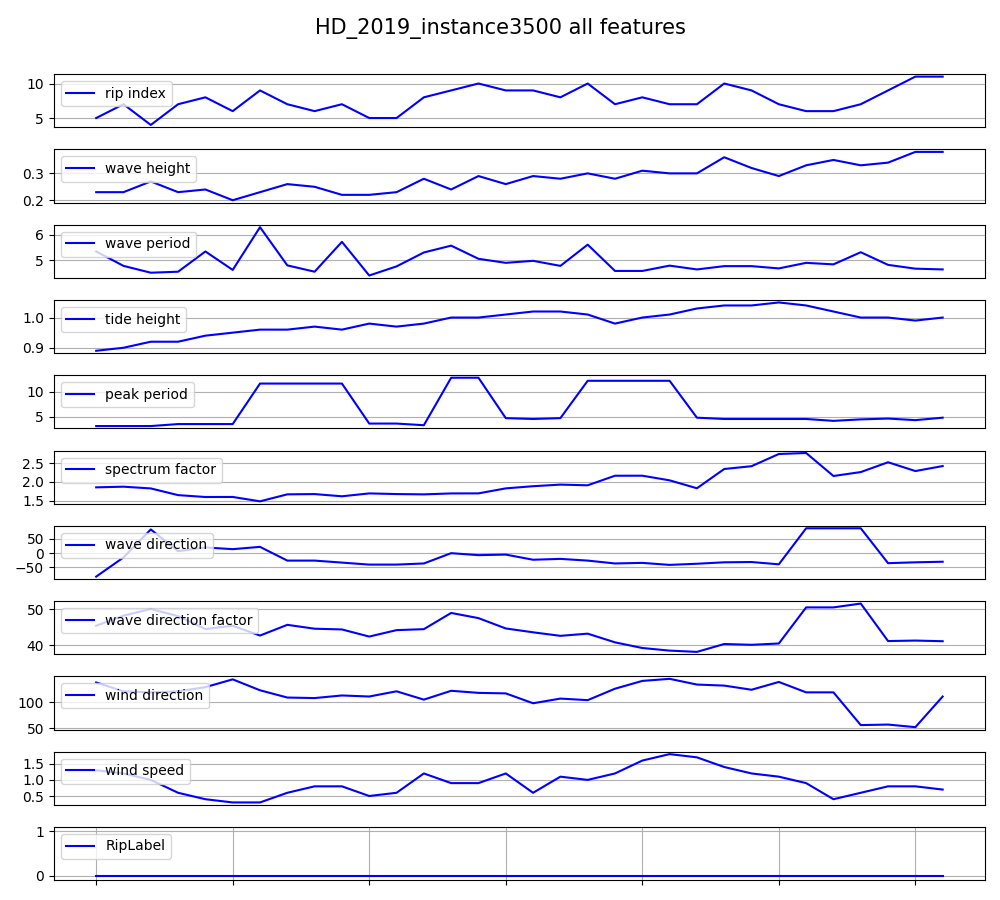 HD_2019_instance3500 all features
10
5
rip index
0.3
0.2
wave height
6
5
wave period
1.0
0.9
tide height
10
5
peak period
2.5
2.0
1.5
spectrum factor
50
0
−50
wave direction
50
40
wave direction factor
100
50
wind direction
1.5
1.0
0.5
wind speed
1
0
RipLabel